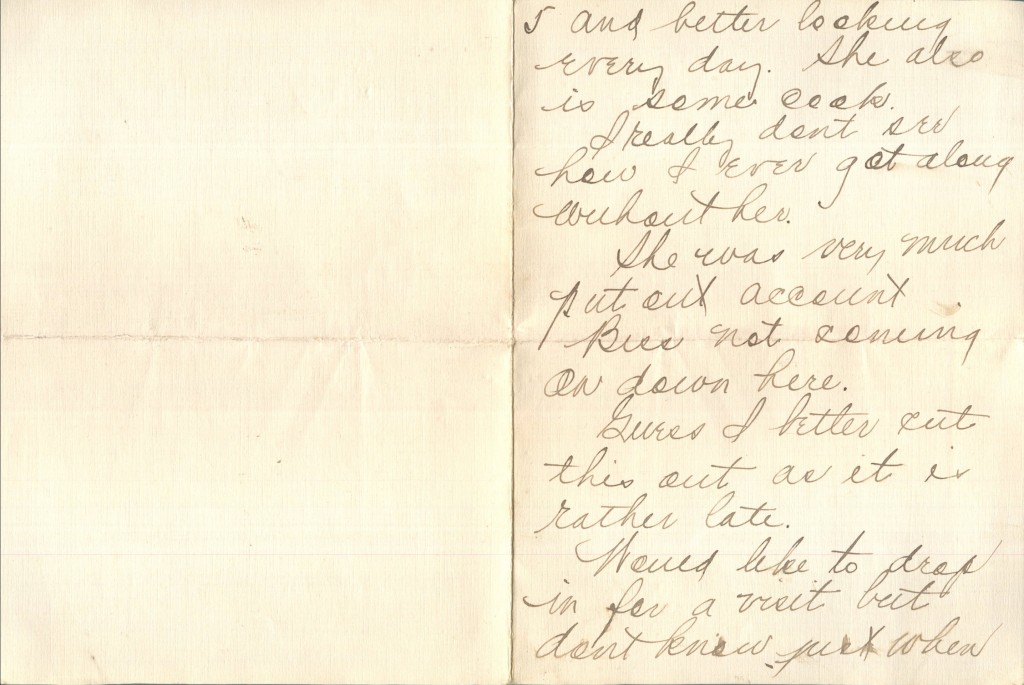 5 and better looking
every day. She also
is some cook.
I really dont see
how I ever got along
without her.
She was very much
put out account
Bess not coming
on down here.
Guess I better cut
this out as it is
rather late.
Would like to drop
in for a visit but
dont know just when